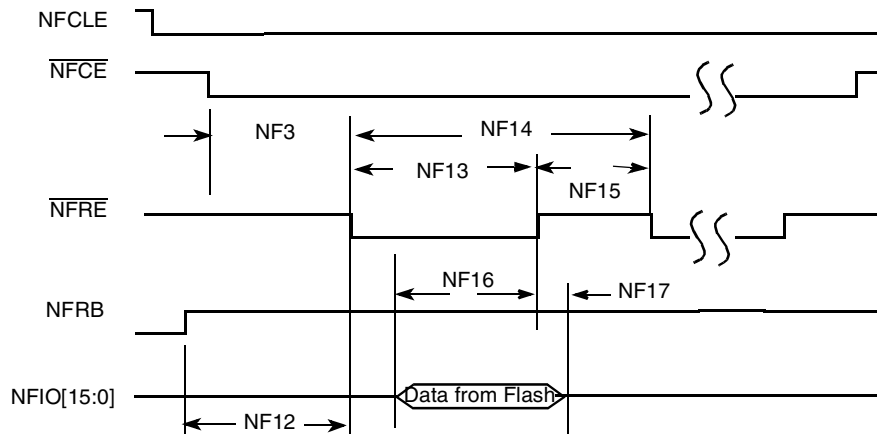 NFCLE
NFCE
NF3
NF14
NF13
NF15
NFRE
NF16
NF17
NFRB
NFIO[15:0]
Data from Flash
NF12